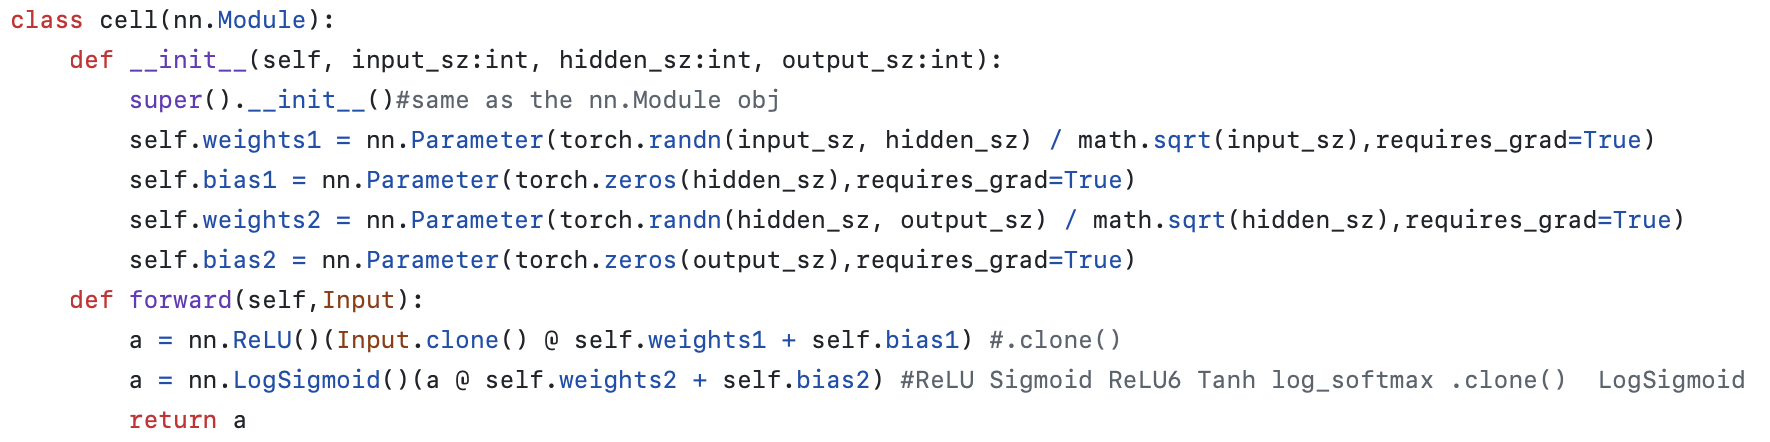 class cell(nn.Module):
    def __init__(self, input_sz:int, hidden_sz:int, output_sz:int):
        super().__init__()#same as the nn.Module obj
        self.weights1 = nn.Parameter(torch.randn(input_sz, hidden_sz) / math.sqrt(input_sz),requires_grad=True)
        self.bias1 = nn.Parameter(torch.zeros(hidden_sz),requires_grad=True)
        self.weights2 = nn.Parameter(torch.randn(hidden_sz, output_sz) / math.sqrt(hidden_sz),requires_grad=True)
        self.bias2 = nn.Parameter(torch.zeros(output_sz),requires_grad=True)
    def forward(self,Input):
        a = nn.ReLU()(Input.clone() @ self.weights1 + self.bias1) #.clone()
        a = nn.LogSigmoid()(a @ self.weights2 + self.bias2) #ReLU Sigmoid ReLU6 Tanh log_softmax .clone()  LogSigmoid
        return a